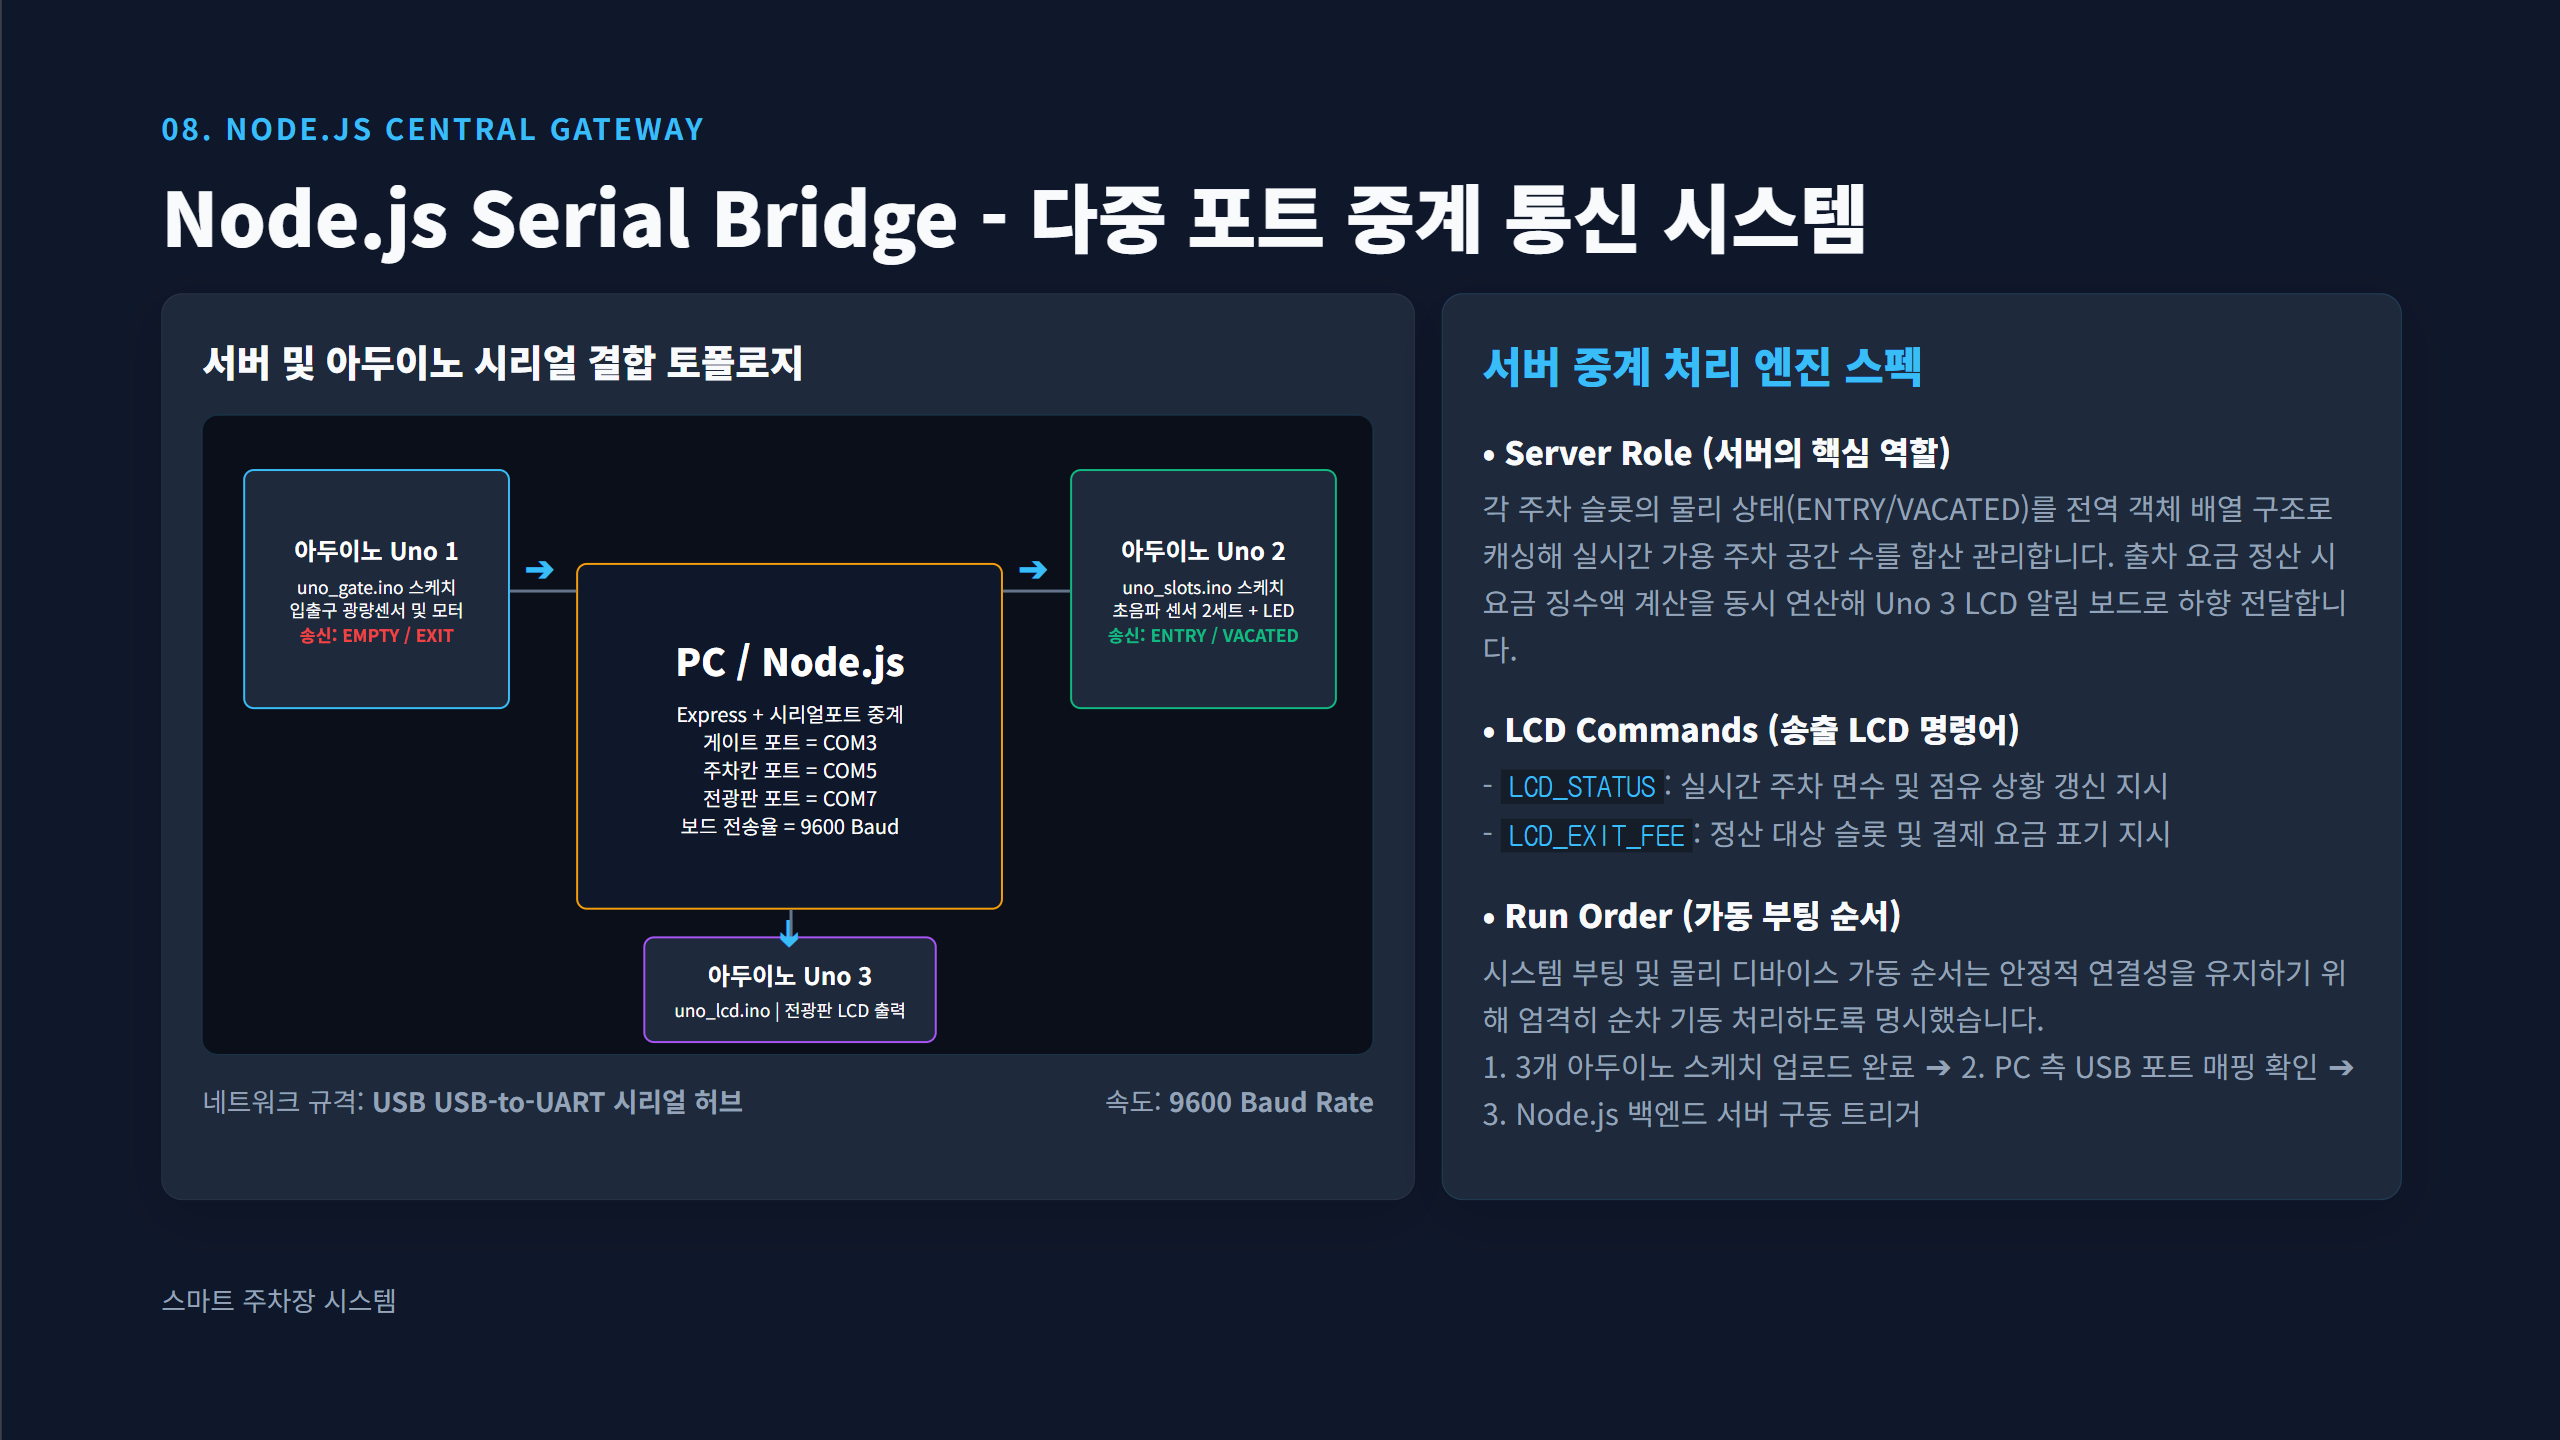 08. NODE.JS CENTRAL GATEWAY
Node.js Serial Bridge - 다중 포트 중계 통신 시스템
서버 및 아두이노 시리얼 결합 토폴로지
아두이노 Uno 1
uno_gate.ino 스케치
입출구 광량센서 및 모터
송신: EMPTY / EXIT
➔
PC / Node.js
Express + 시리얼포트 중계
게이트 포트 = COM3
주차칸 포트 = COM5
전광판 포트 = COM7
보드 전송율 = 9600 Baud
➔
아두이노 Uno 2
uno_slots.ino 스케치
초음파 센서 2세트 + LED
송신: ENTRY / VACATED
아두이노 Uno 3
uno_lcd.ino | 전광판 LCD 출력
네트워크 규격: USB USB-to-UART 시리얼 허브
속도: 9600 Baud Rate
서버 중계 처리 엔진 스펙
• Server Role (서버의 핵심 역할)
각 주차 슬롯의 물리 상태(ENTRY/VACATED)를 전역 객체 배열 구조로
캐싱해 실시간 가용 주차 공간 수를 합산 관리합니다. 출차 요금 정산 시
요금 징수액 계산을 동시 연산해 Uno 3 LCD 알림 보드로 하향 전달합니
다.
• LCD Commands (송출 LCD 명령어)
- LCD_STATUS: 실시간 주차 면수 및 점유 상황 갱신 지시
- LCD_EXIT_FEE: 정산 대상 슬롯 및 결제 요금 표기 지시
• Run Order (가동 부팅 순서)
시스템 부팅 및 물리 디바이스 가동 순서는 안정적 연결성을 유지하기 위
해 엄격히 순차 기동 처리하도록 명시했습니다.
1. 3개 아두이노 스케치 업로드 완료 ➔ 2. PC 측 USB 포트 매핑 확인 ➔
3. Node.js 백엔드 서버 구동 트리거
스마트 주차장 시스템